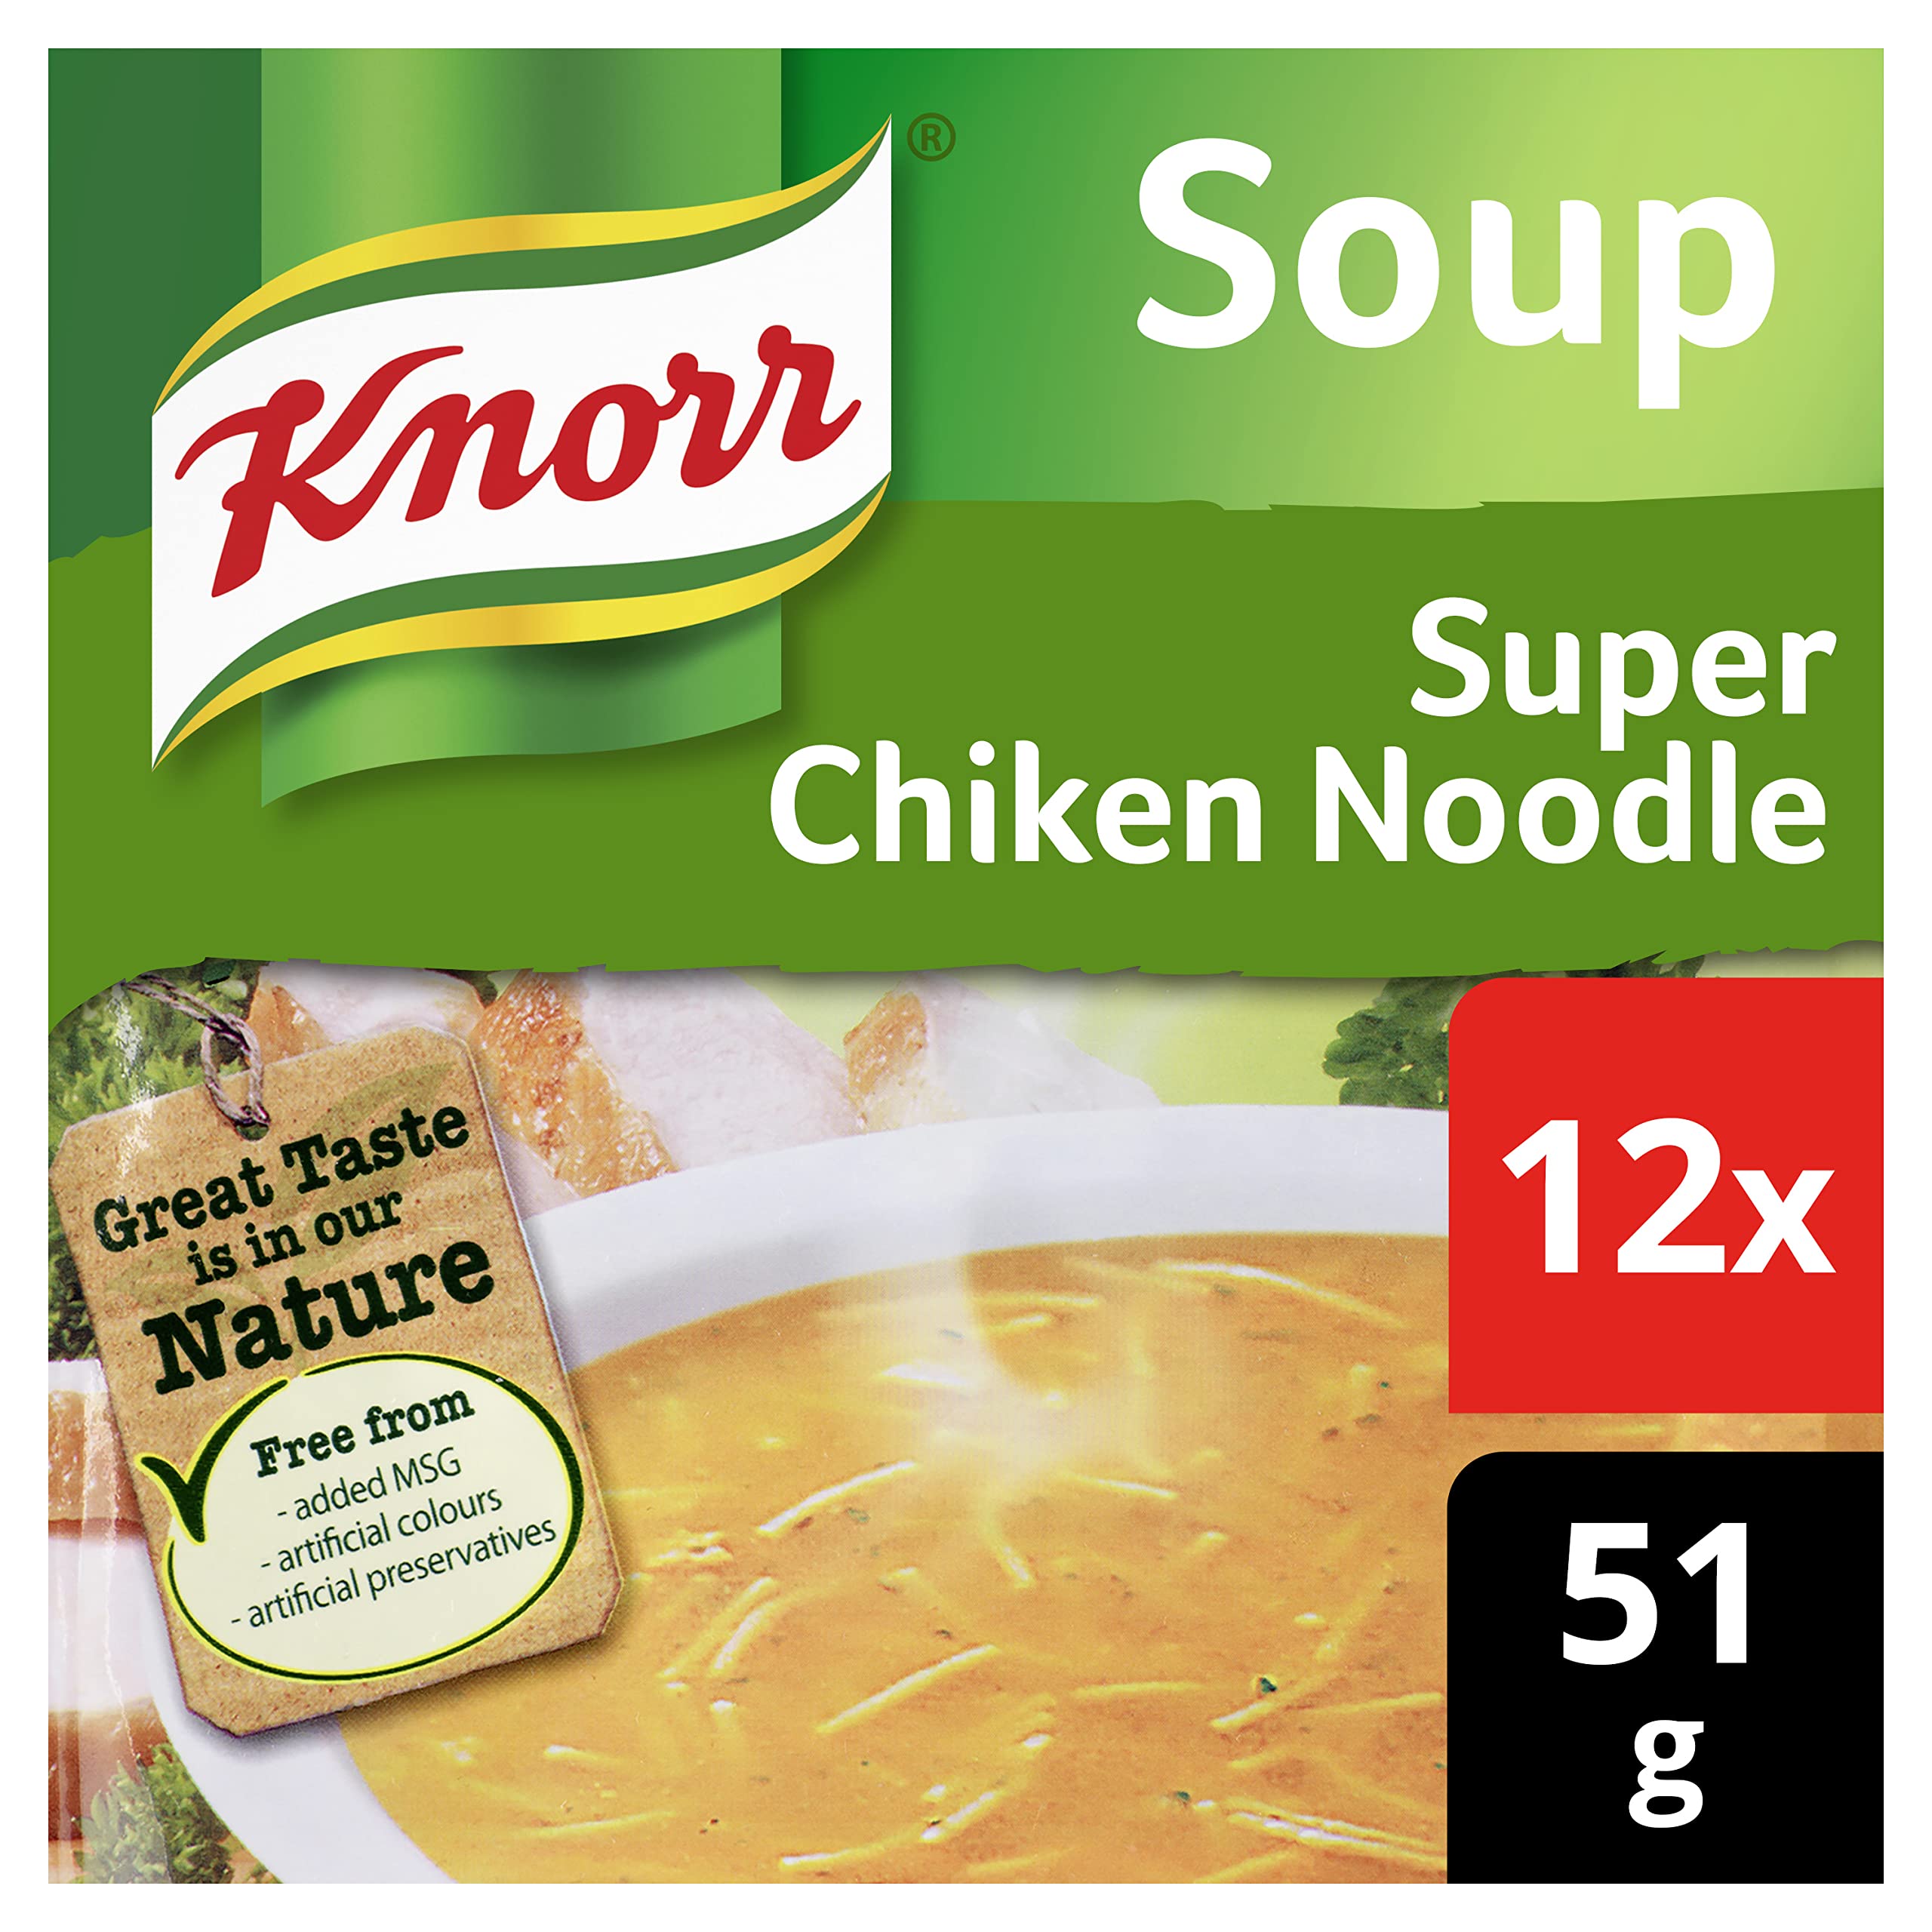 Knorr®
Soup
Super
Chiken Noodle
Great Taste
is in our
Nature
Free from
- added MSG
- artificial colours
- artificial preservatives
12x
51
g